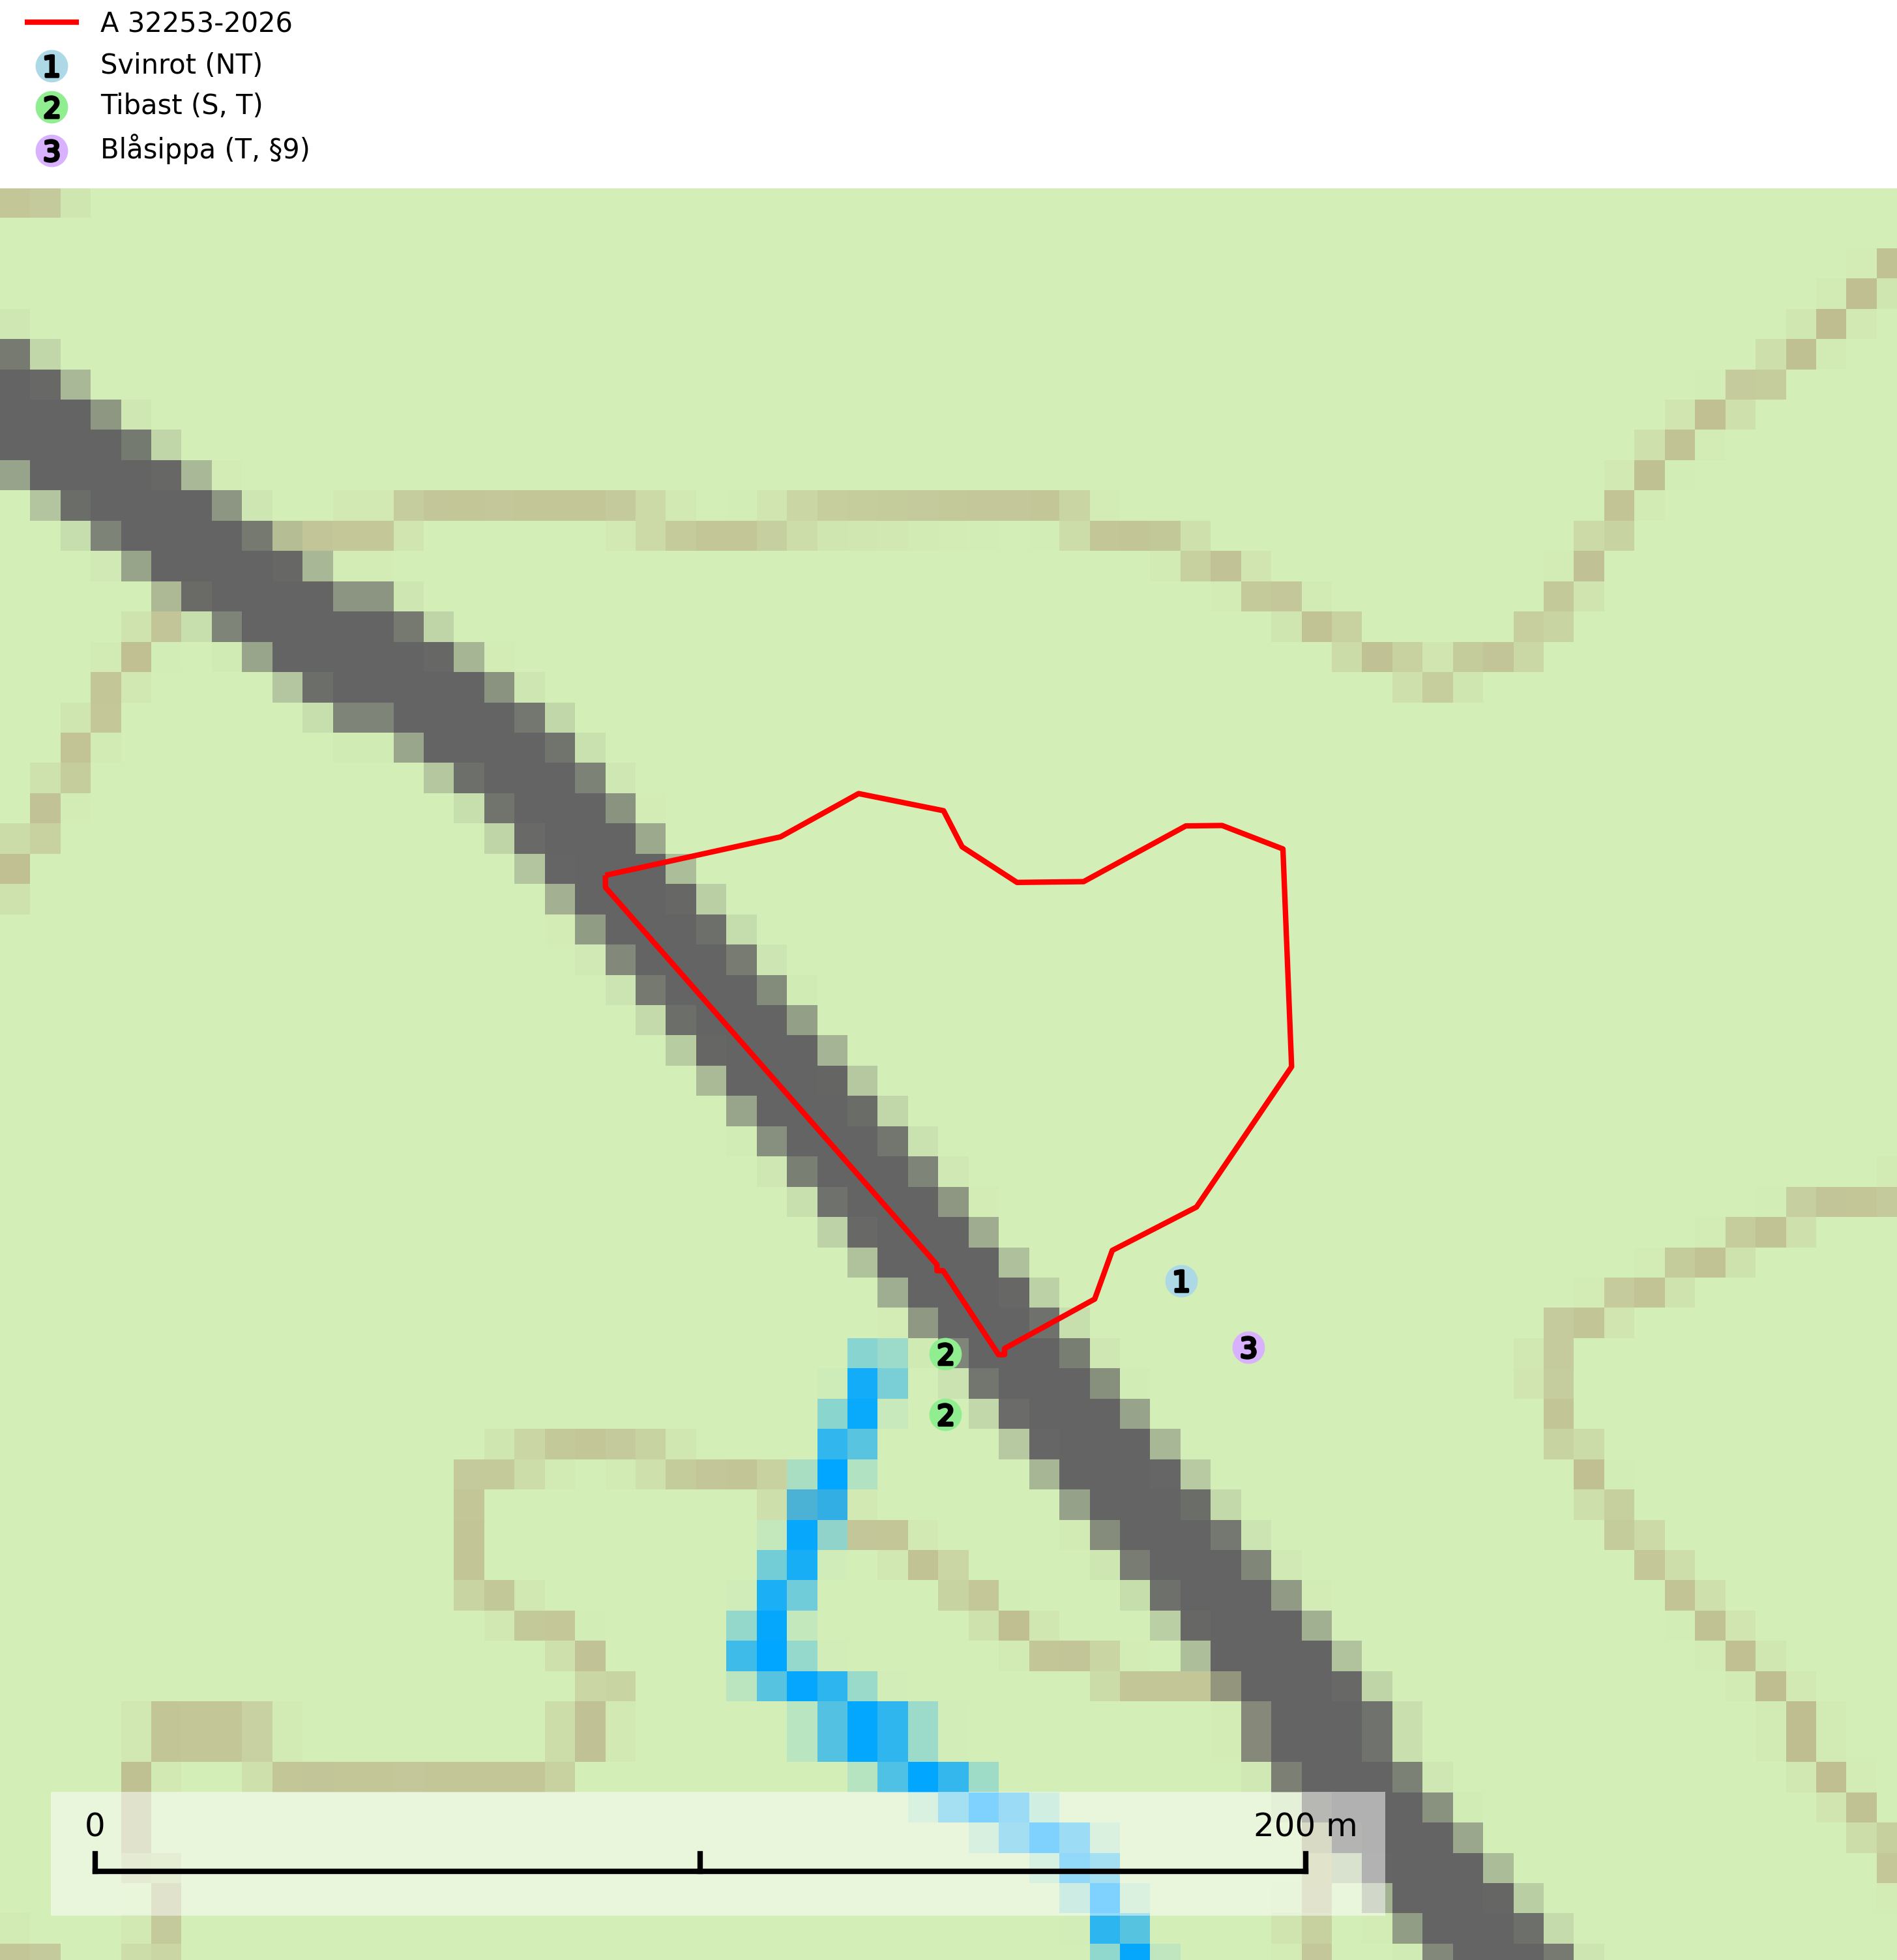 A 32253-2026
1 Svinrot (NT)
2 Tibast (S, T)
3 Blåsippa (T, §9)
1
2
3
2
0 200 m